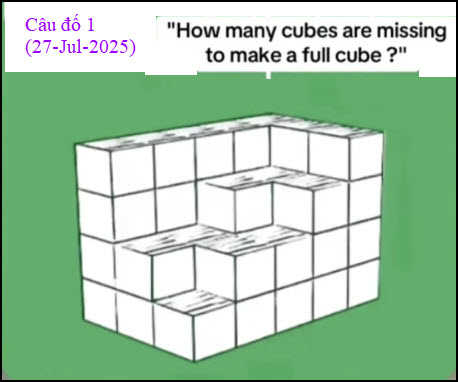 Câu đố 1
(27-Jul-2025)
"How many cubes are missing
to make a full cube ?"